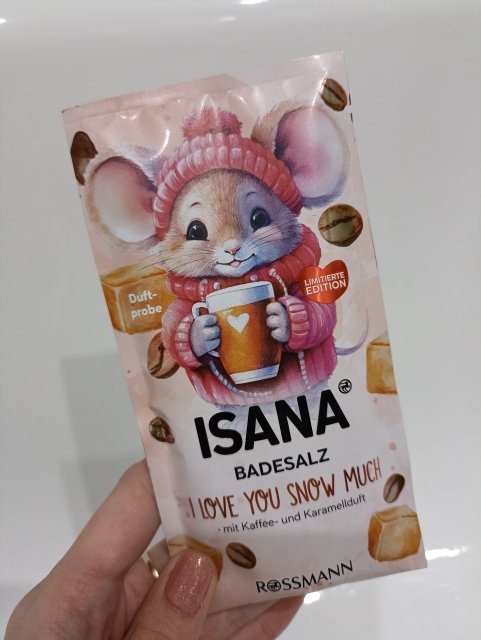 Duft-
probe
LIMITIERTE
EDITION
ISANA
BADESALZ
I LOVE YOU SNOW MUCH
· mit Kaffee- und Karamellduft
ROSSMANN